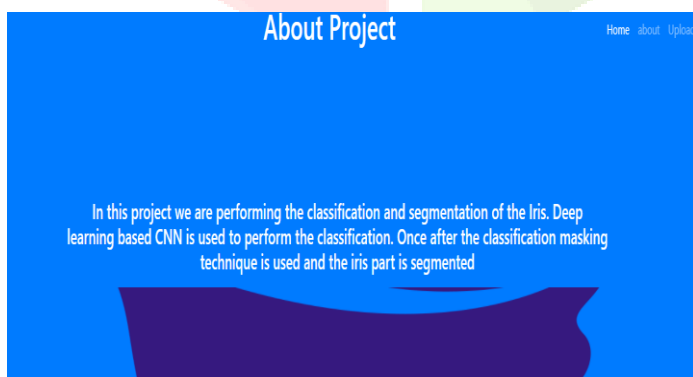 About Project
Home about Upload
In this project we are performing the classification and segmentation of the Iris. Deep
learning based CNN is used to perform the classification. Once after the classification masking
technique is used and the iris part is segmented